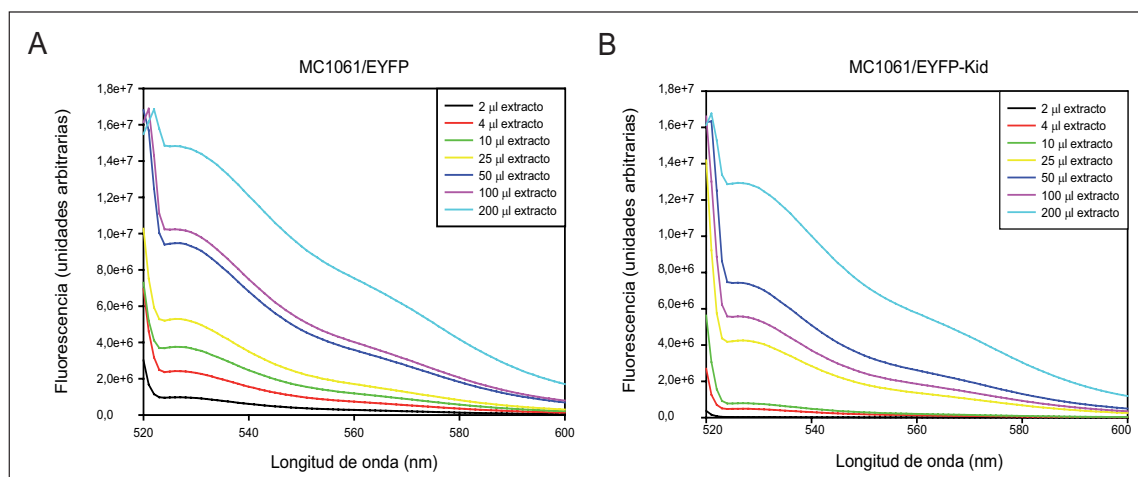 A
MC1061/EYFP
Fluorescencia (unidades arbitrarias)
1,8e+7
1,6e+7
1,4e+7
1,2e+7
1,0e+7
8,0e+6
6,0e+6
4,0e+6
2,0e+6
0,0
2 µl extracto
4 µl extracto
10 µl extracto
25 µl extracto
50 µl extracto
100 µl extracto
200 µl extracto
520
540
560
580
600
Longitud de onda (nm)
B
MC1061/EYFP-Kid
Fluorescencia (unidades arbitrarias)
1,8e+7
1,6e+7
1,4e+7
1,2e+7
1,0e+7
8,0e+6
6,0e+6
4,0e+6
2,0e+6
0,0
2 µl extracto
4 µl extracto
10 µl extracto
25 µl extracto
50 µl extracto
100 µl extracto
200 µl extracto
520
540
560
580
600
Longitud de onda (nm)